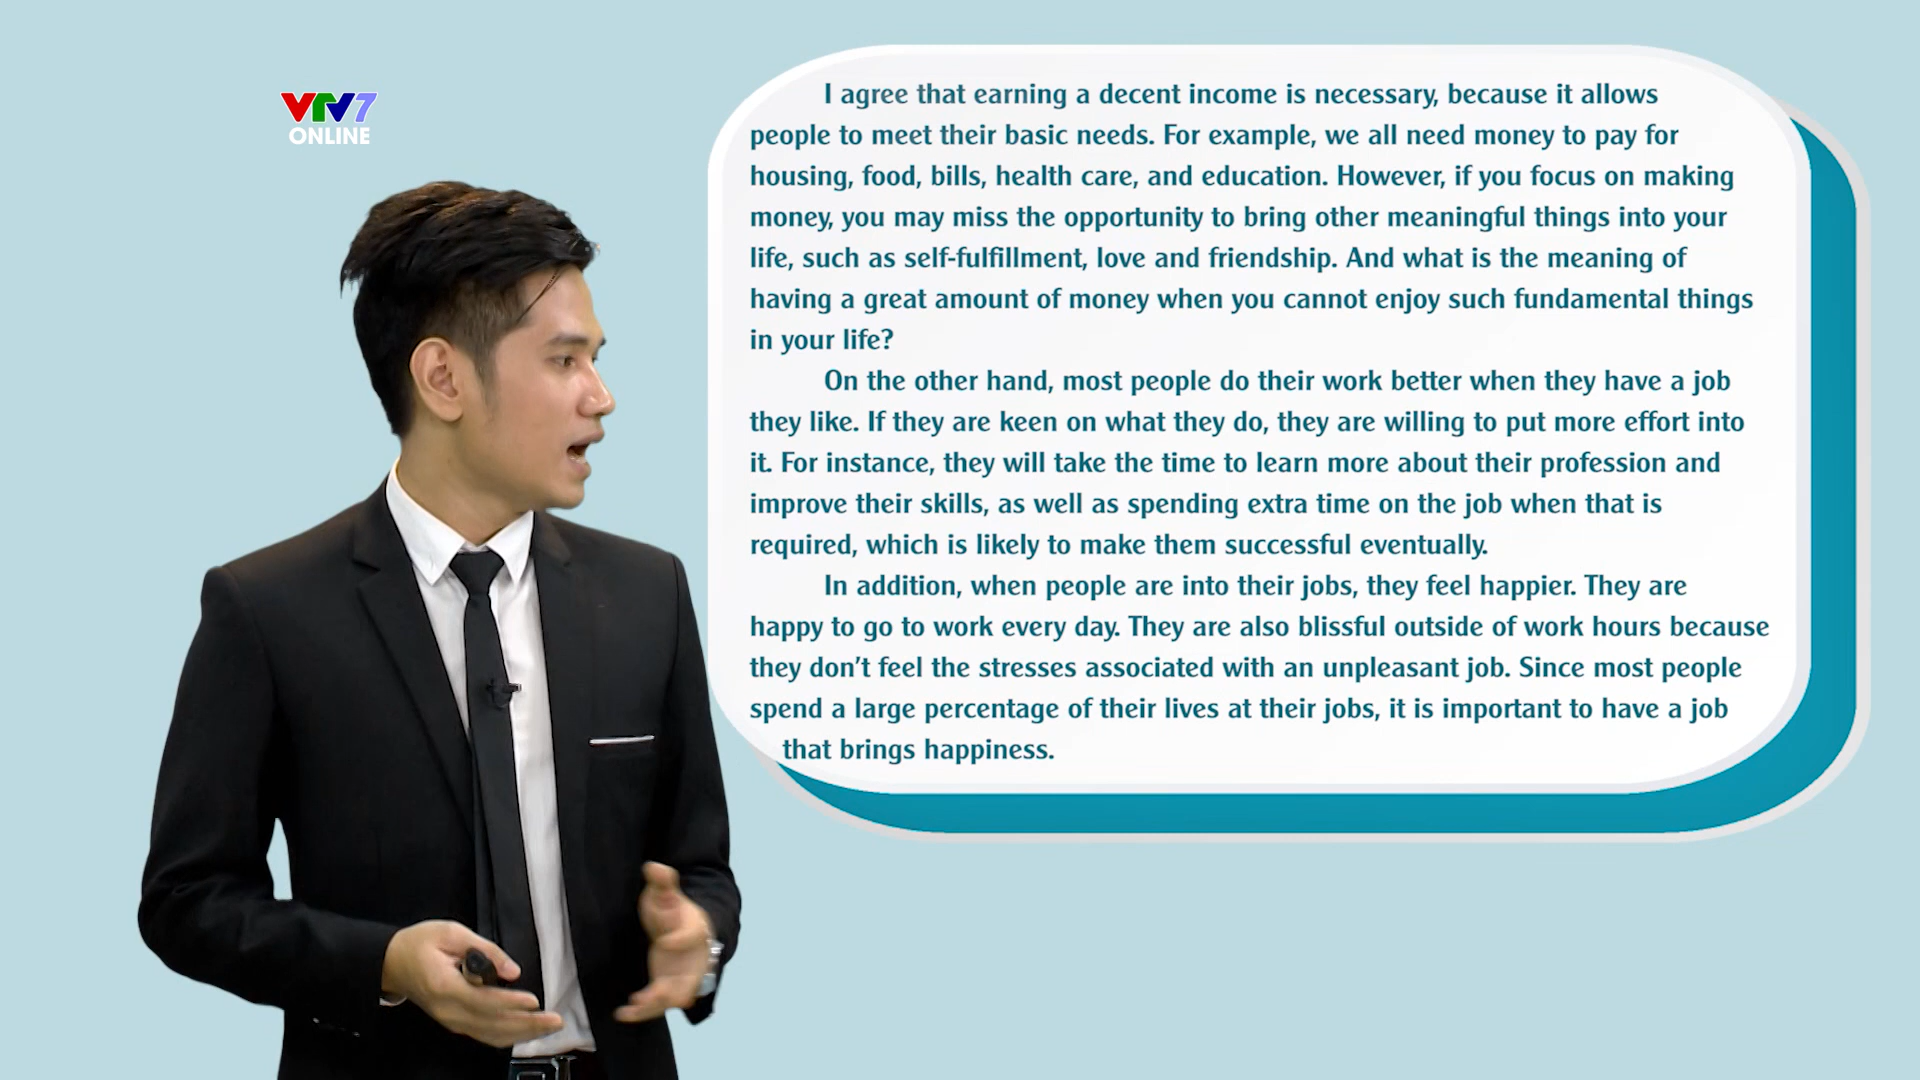 VTV7
ONLINE
I agree that earning a decent income is necessary, because it allows
people to meet their basic needs. For example, we all need money to pay for
housing, food, bills, health care, and education. However, if you focus on making
money, you may miss the opportunity to bring other meaningful things into your
life, such as self-fulfillment, love and friendship. And what is the meaning of
having a great amount of money when you cannot enjoy such fundamental things
in your life?
On the other hand, most people do their work better when they have a job
they like. If they are keen on what they do, they are willing to put more effort into
it. For instance, they will take the time to learn more about their profession and
improve their skills, as well as spending extra time on the job when that is
required, which is likely to make them successful eventually.
In addition, when people are into their jobs, they feel happier. They are
happy to go to work every day. They are also blissful outside of work hours because
they don't feel the stresses associated with an unpleasant job. Since most people
spend a large percentage of their lives at their jobs, it is important to have a job
that brings happiness.